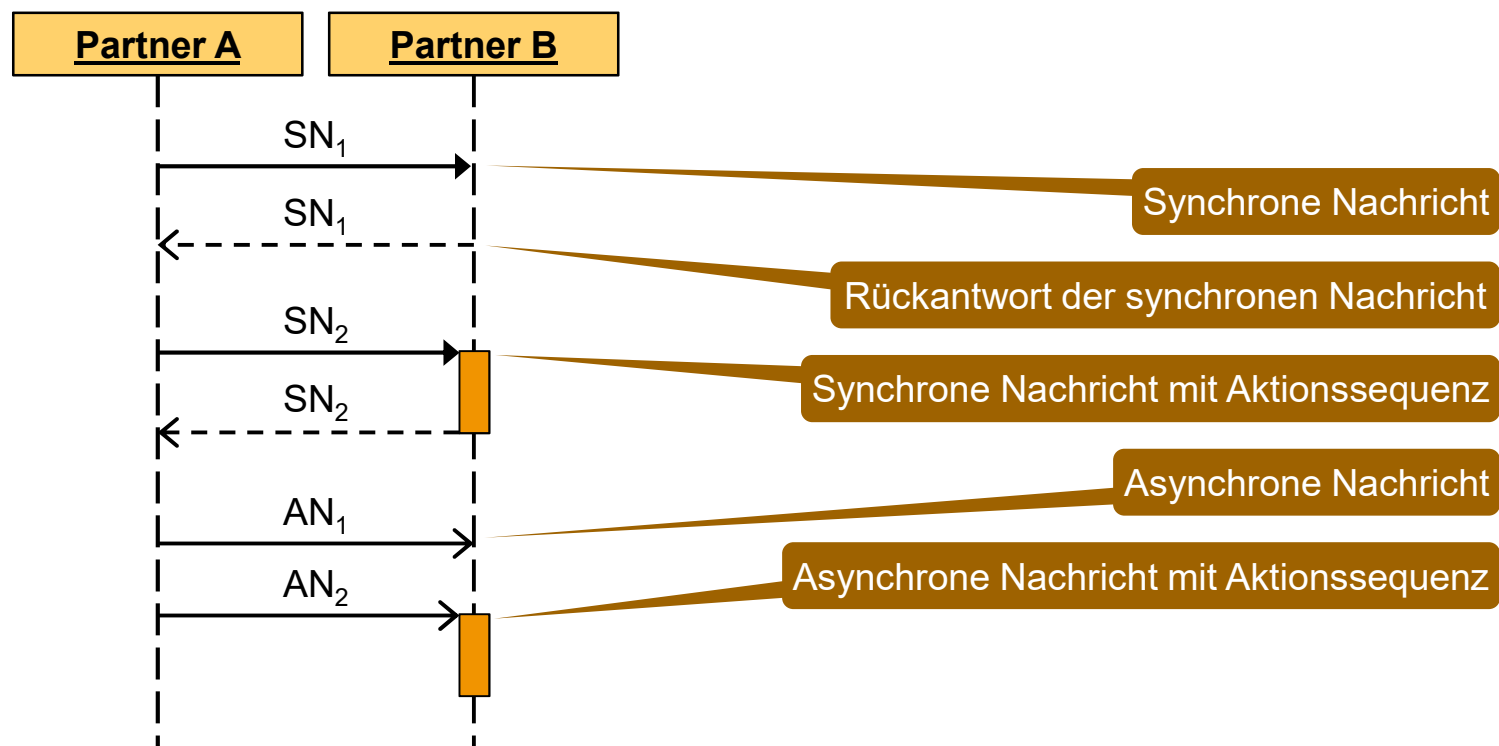 Partner A
Partner B
SN₁
Synchrone Nachricht
SN₁
Rückantwort der synchronen Nachricht
SN₂
Synchrone Nachricht mit Aktionssequenz
SN₂
Asynchrone Nachricht
AN₁
Asynchrone Nachricht mit Aktionssequenz
AN₂